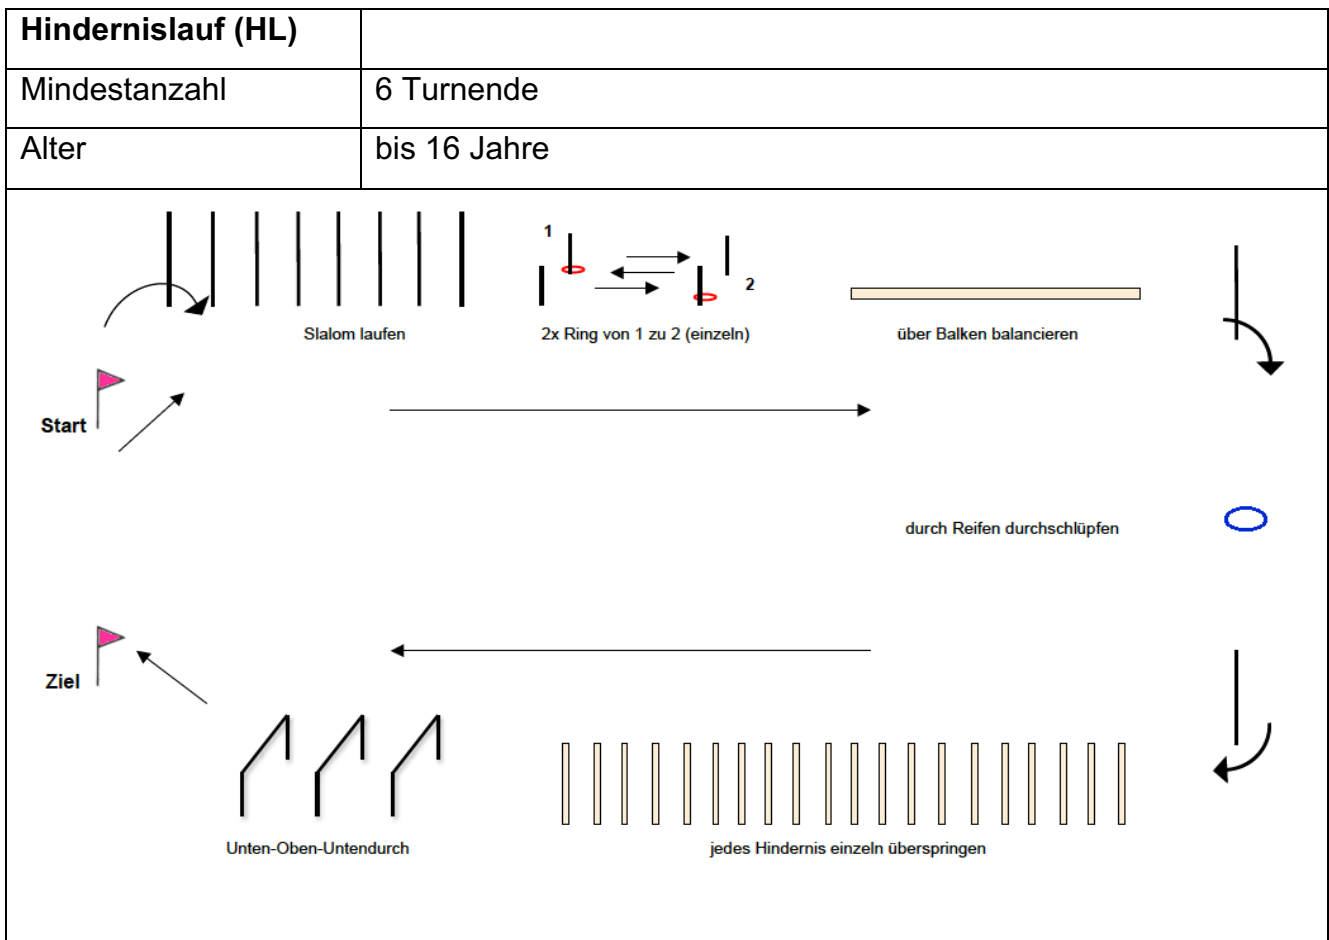 Hindernislauf (HL)
Mindestanzahl 6 Turnende
Alter bis 16 Jahre
1
2
Slalom laufen 2x Ring von 1 zu 2 (einzeln) über Balken balancieren
Start
durch Reifen durchschlüpfen
Ziel
Unten-Oben-Untendurch jedes Hindernis einzeln überspringen